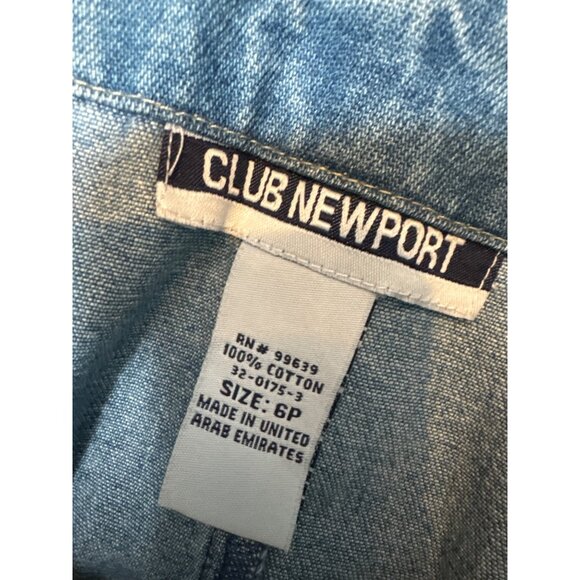 CLUB NEWPORT
RN# 99639
100% COTTON
32-0175-3
SIZE: 6P
MADE IN UNITED
ARAB EMIRATES